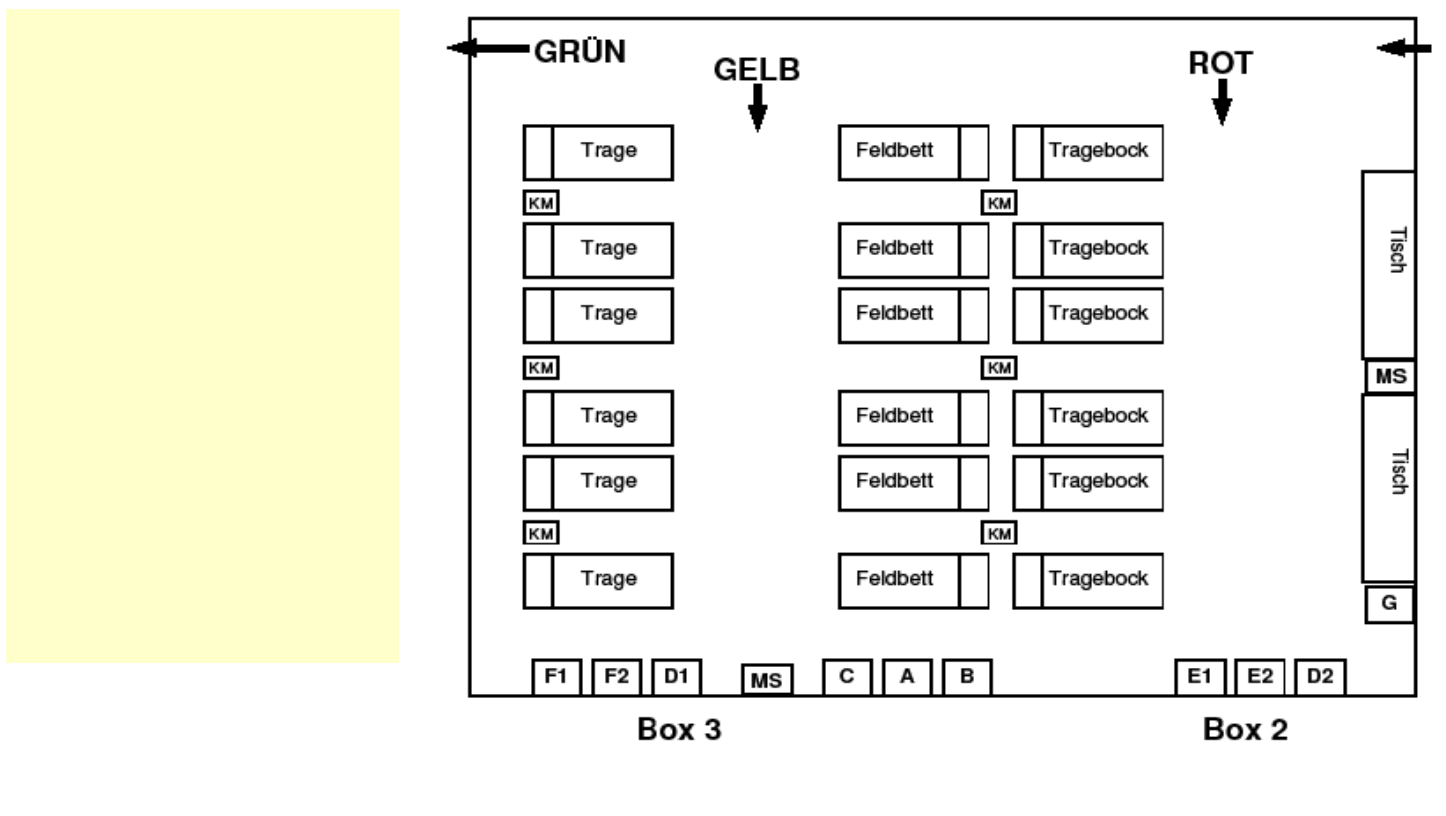 GRÜN
GELB
ROT
Trage Feldbett Tragebock
KM KM
Trage Feldbett Tragebock
Tisch
Trage Feldbett Tragebock
KM KM
MS
Trage Feldbett Tragebock
Trage Feldbett Tragebock
Tisch
KM KM
Trage Feldbett Tragebock
G
F1 F2 D1 MS C A B E1 E2 D2
Box 3 Box 2